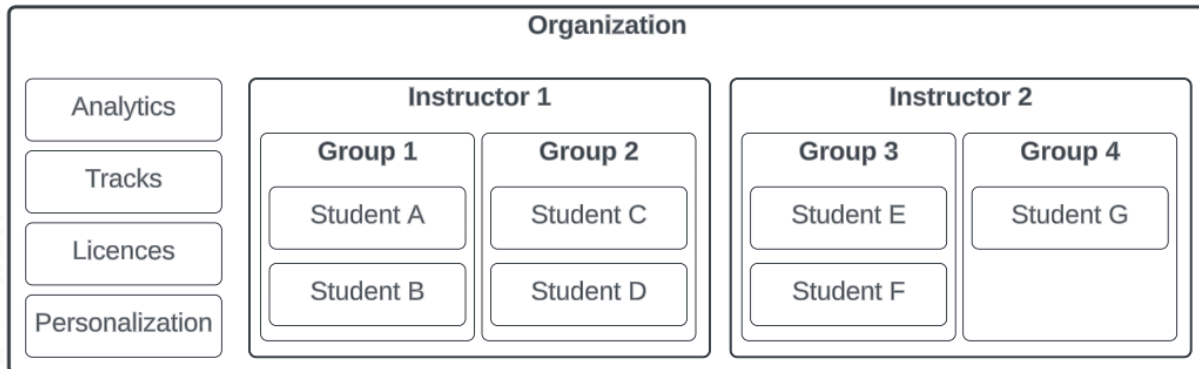 Organization
Analytics
Tracks
Licences
Personalization
Instructor 1
Group 1
Student A
Student B
Group 2
Student C
Student D
Instructor 2
Group 3
Student E
Student F
Group 4
Student G